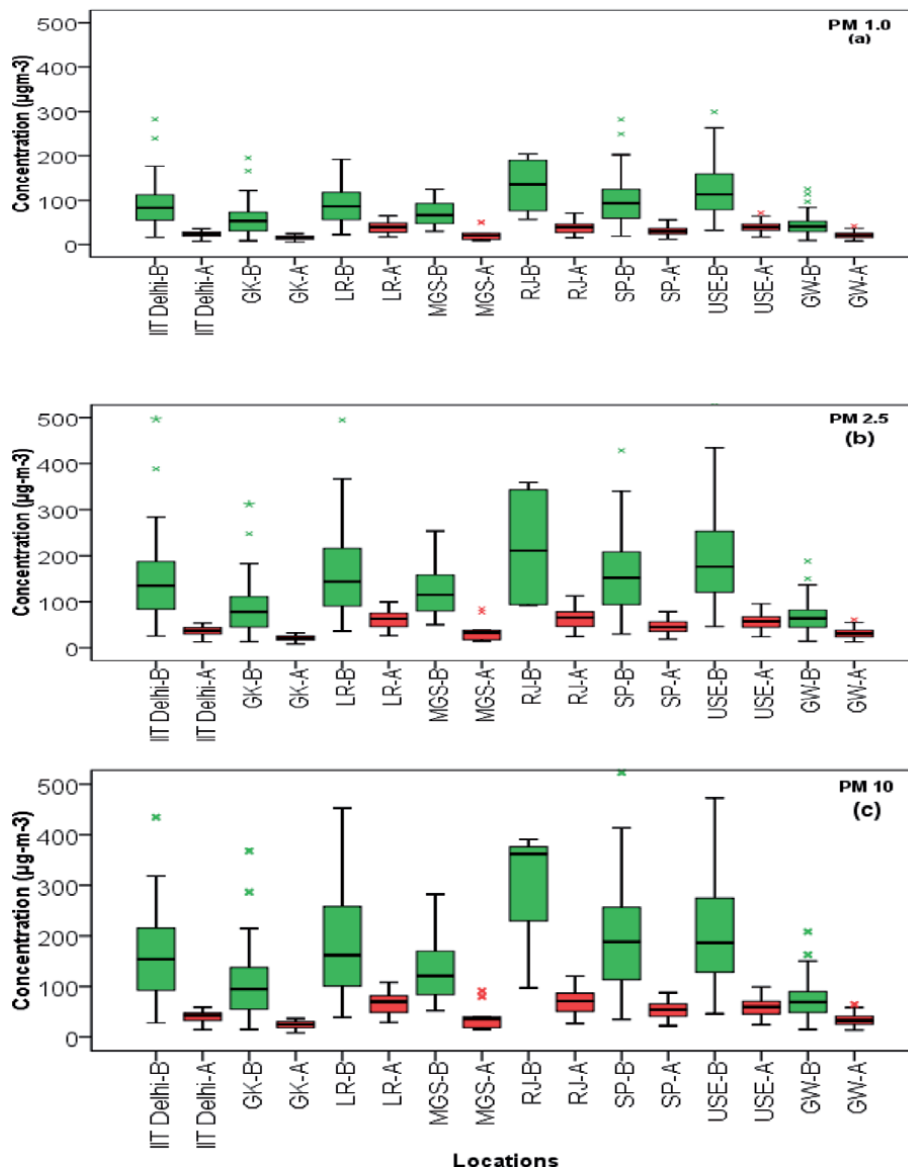 PM 1.0
(a)
Concentration (µgm-3)
500
400
300
200
100
0
IIT Delhi-B
IIT Delhi-A
GK-B
GK-A
LR-B
LR-A
MGS-B
MGS-A
RJ-B
RJ-A
SP-B
SP-A
USE-B
USE-A
GW-B
GW-A
PM 2.5
(b)
Concentration (µg-m-3)
500
400
300
200
100
0
IIT Delhi-B
IIT Delhi-A
GK-B
GK-A
LR-B
LR-A
MGS-B
MGS-A
RJ-B
RJ-A
SP-B
SP-A
USE-B
USE-A
GW-B
GW-A
PM 10
(c)
Concentration (µg-m-3)
500
400
300
200
100
0
IIT Delhi-B
IIT Delhi-A
GK-B
GK-A
LR-B
LR-A
MGS-B
MGS-A
RJ-B
RJ-A
SP-B
SP-A
USE-B
USE-A
GW-B
GW-A
Locations